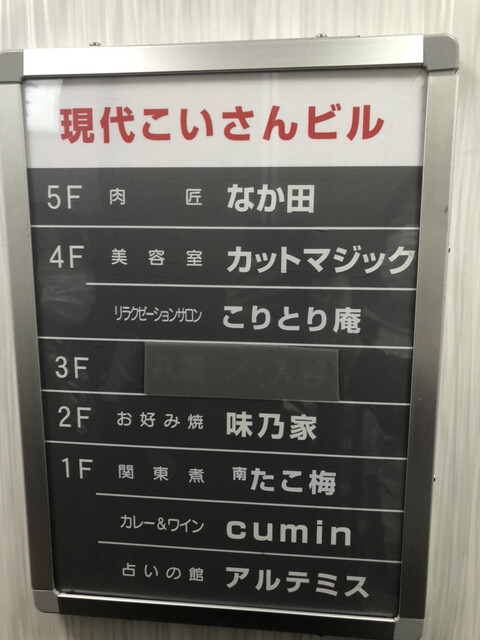 現代こいさんビル
5F 肉匠 なか田
4F 美容室 カットマジック
リラクゼーションサロン こりとり庵
3F
2F お好み焼 味乃家
1F 関東煮 南たこ梅
カレー&ワイン cumin
占いの館 アルテミス